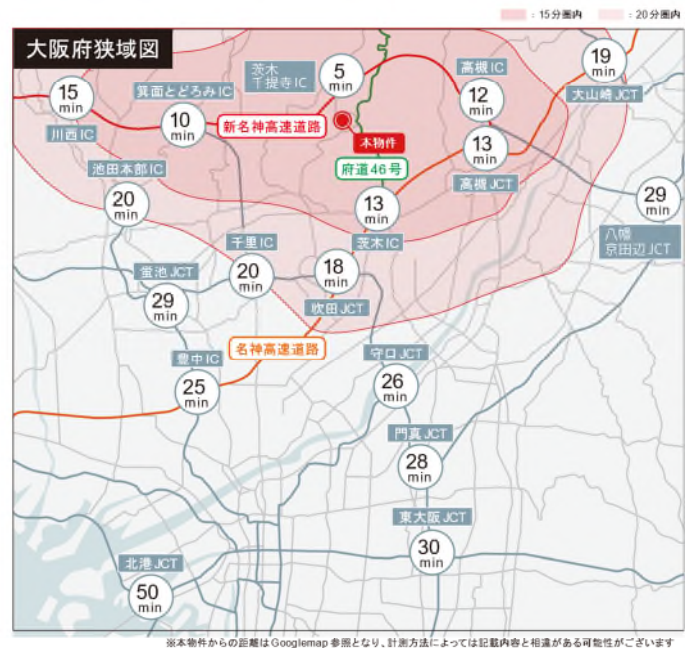 ：15分圏内
：20分圏内
大阪府狭域図
茨木
千提寺IC
5
min
高槻IC
12
min
19
min
大山崎JCT
15
min
川西IC
箕面とどろみIC
10
min
新名神高速道路
本物件
府道46号
13
min
高槻JCT
池田本部IC
20
min
13
min
茨木IC
29
min
八幡
京田辺JCT
千里IC
20
min
18
min
吹田JCT
蛍池JCT
29
min
名神高速道路
豊中IC
25
min
守口JCT
26
min
門真JCT
28
min
東大阪JCT
30
min
北港JCT
50
min
※本物件からの距離はGooglemap参照となり、計測方法によっては記載内容と相違がある可能性がございます